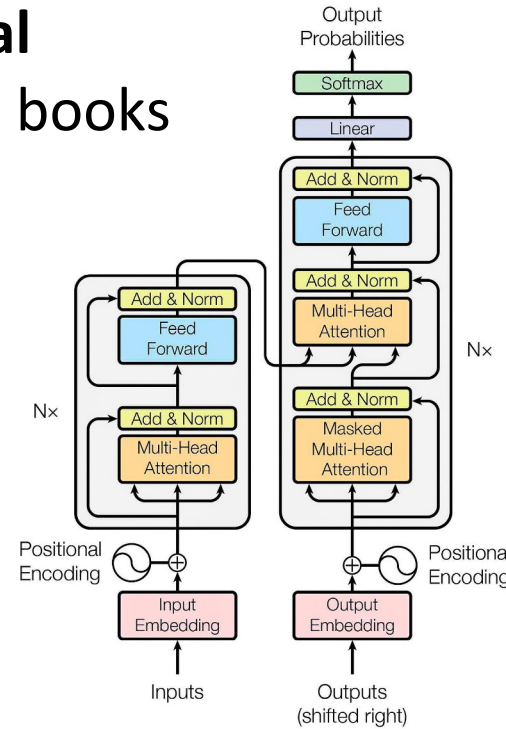 al
books
Output
Probabilities
Softmax
Linear
Add & Norm
Feed
Forward
Add & Norm
Multi-Head
Attention
Nx
Add & Norm
Masked
Multi-Head
Attention
Add & Norm
Feed
Forward
Nx
Add & Norm
Multi-Head
Attention
Positional
Encoding
Positiona
Encoding
Input
Embedding
Output
Embedding
Inputs
Outputs
(shifted right)